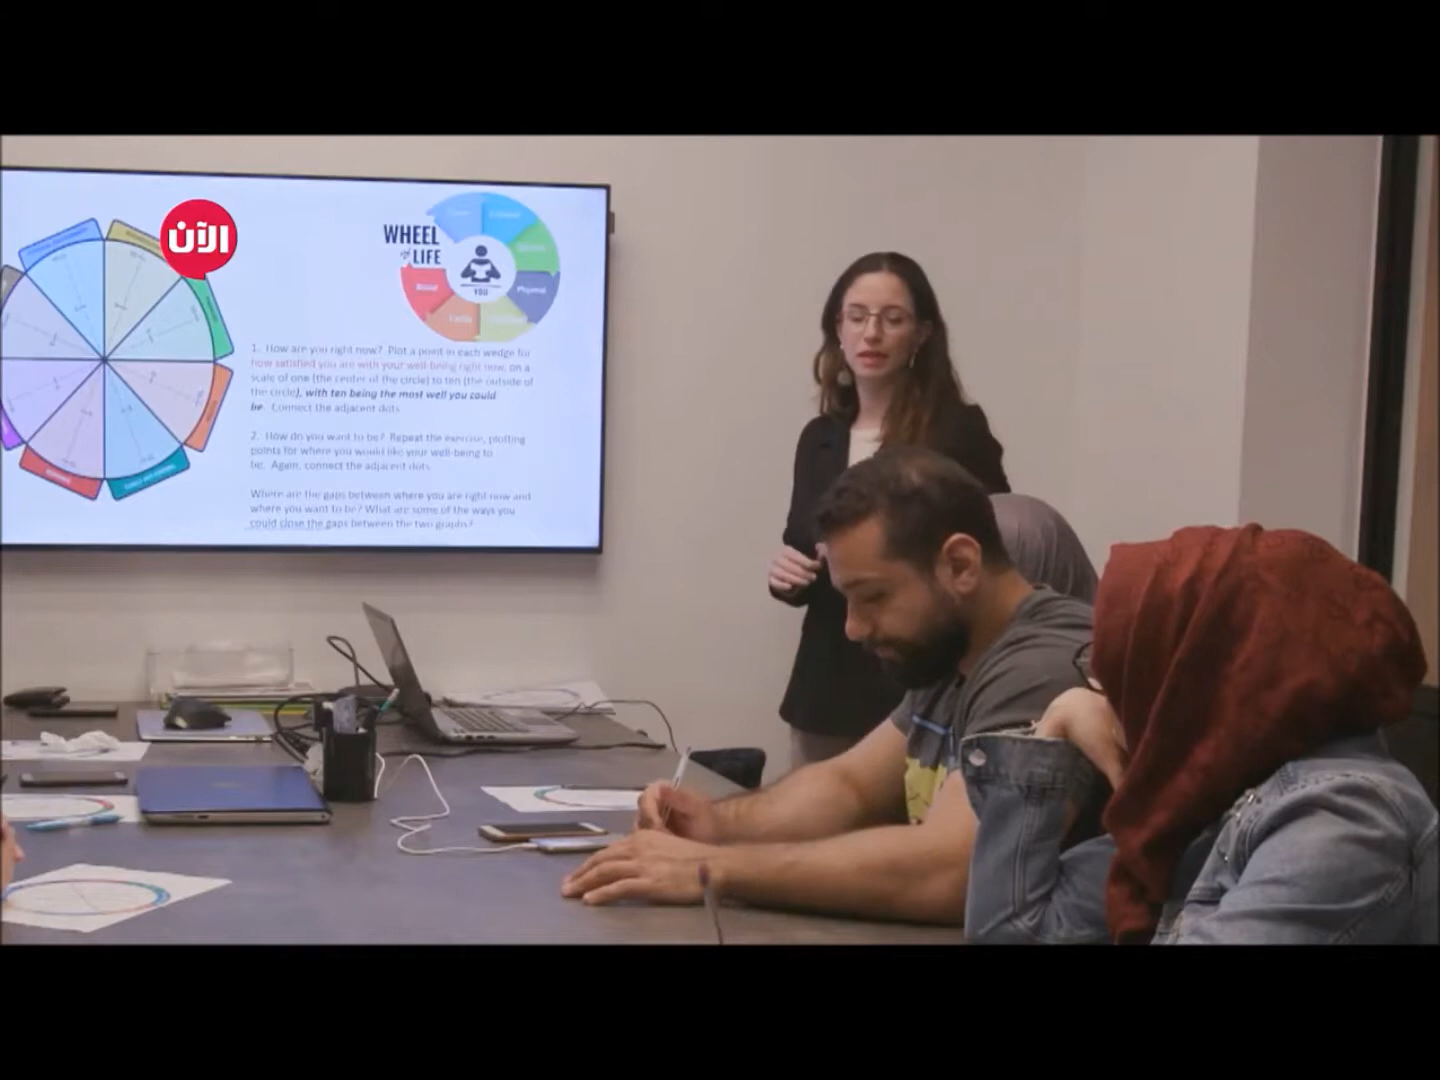 الآن
WHEEL
of LIFE
YOU
Physical
Social
1. How are you right now? Plot a point in each wedge for
how satisfied you are with your well-being right now, on a
scale of one (the center of the circle) to ten (the outside of
the circle), with ten being the most well you could
be. Connect the adjacent dots
2. How do you want to be? Repeat the exercise, plotting
points for where you would like your well-being to
be. Again, connect the adjacent dots
Where are the gaps between where you are right now and
where you want to be? What are some of the ways you
could close the gaps between the two graphs?